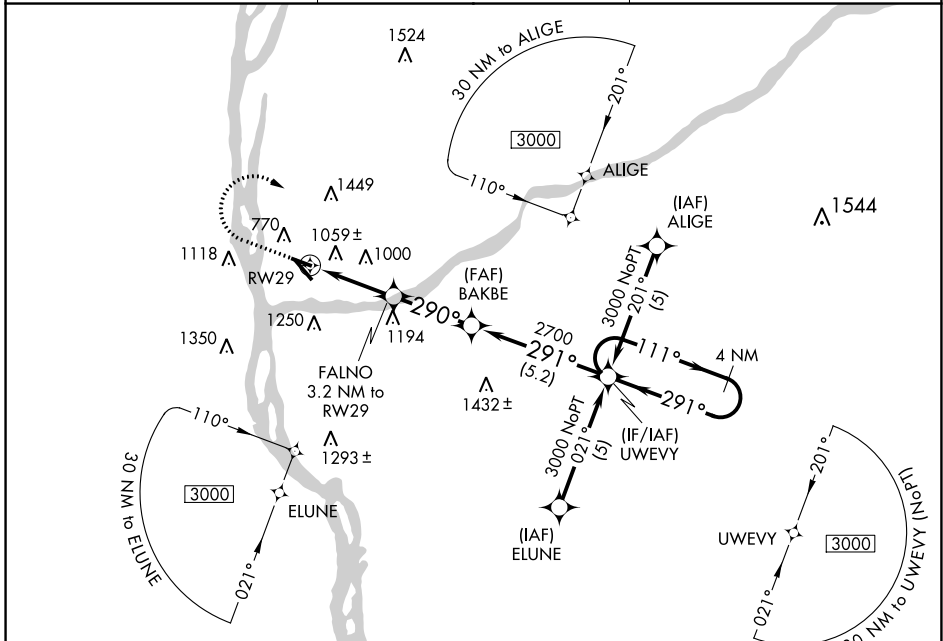 1524
30 NM to ALIGE
201°
3000
110°
ALIGE
1449
(IAF)
ALIGE
1544
770
1059 ±
1118
1000
RW29
(FAF)
BAKBE
3000 NoPT
201°
(5)
290°
2700
291°
(5.2)
111°
4 NM
1250
1194
1350
291°
FALNO
3.2 NM to
RW29
1432 ±
(IF/IAF)
UWEVY
3000 NoPT
021°
(5)
110°
1293 ±
201°
30 NM to ELUNE
3000
ELUNE
(IAF)
ELUNE
021°
UWEVY
3000
30 NM to UWEVY (NoPT)
021°